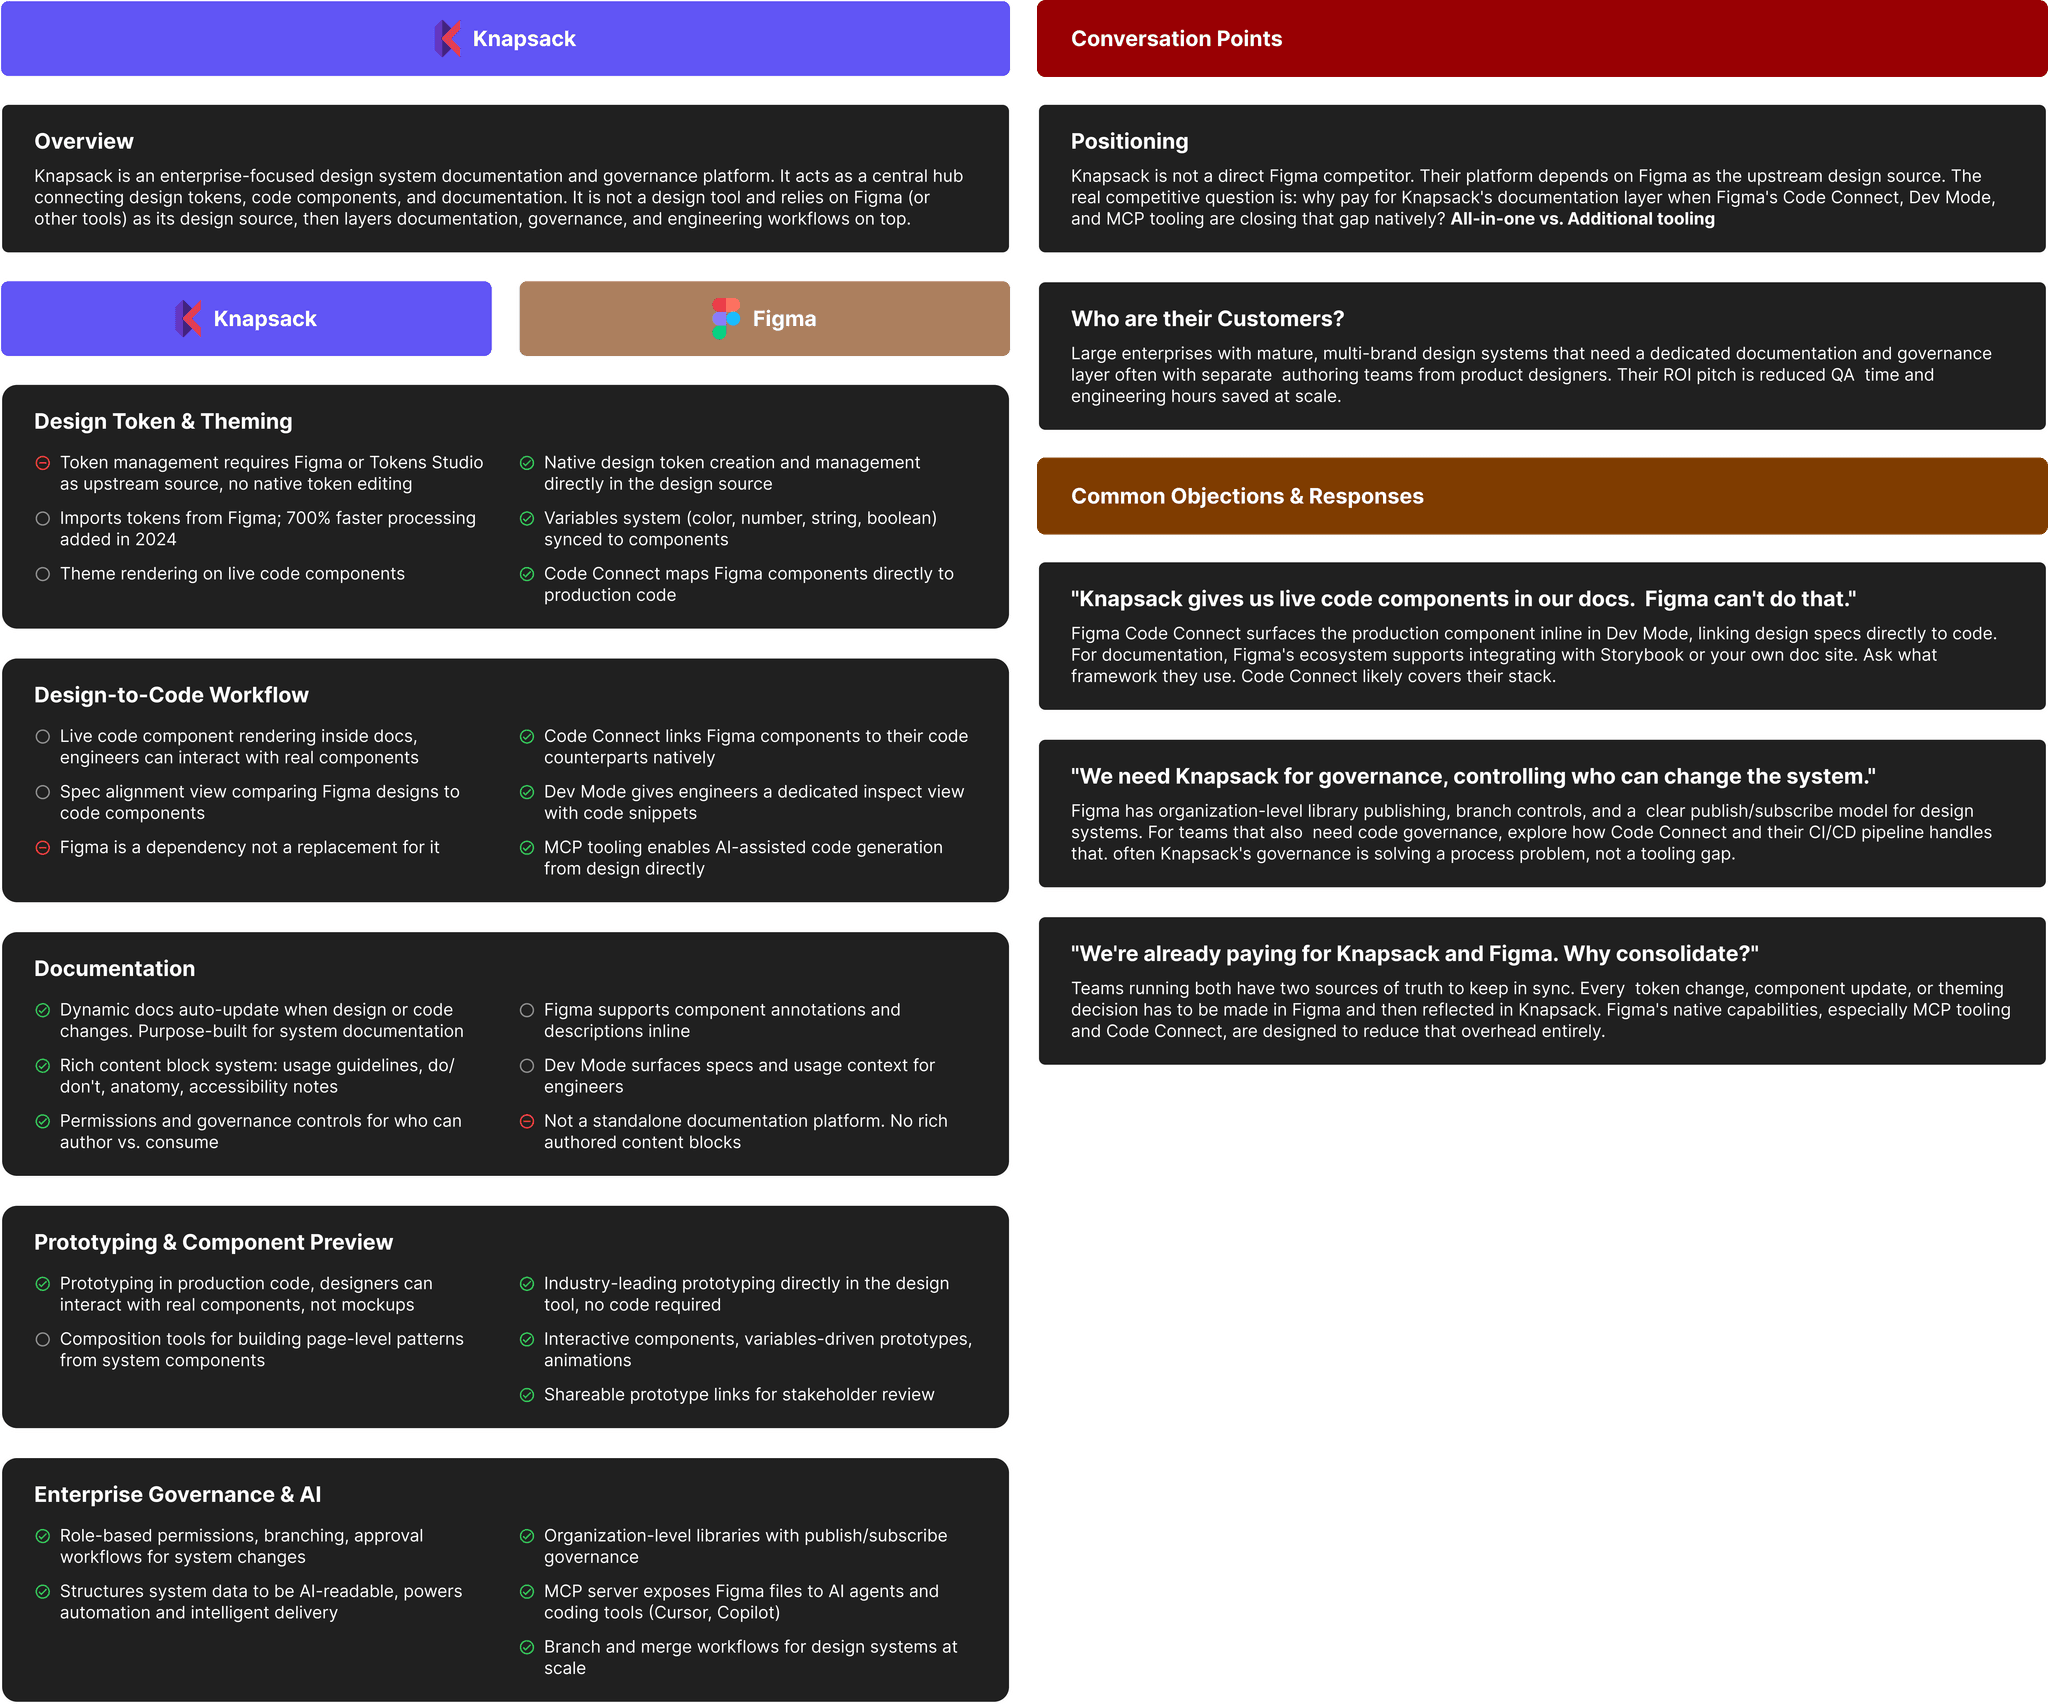 Knapsack
Overview
Knapsack is an enterprise-focused design system documentation and governance platform. It acts as a central hub
connecting design tokens, code components, and documentation. It is not a design tool and relies on Figma (or
other tools) as its design source, then layers documentation, governance, and engineering workflows on top.
Knapsack
Figma
Design Token & Theming
Token management requires Figma or Tokens Studio
as upstream source, no native token editing
Imports tokens from Figma; 700% faster processing
added in 2024
Theme rendering on live code components
Native design token creation and management
directly in the design source
Variables system (color, number, string, boolean)
synced to components
Code Connect maps Figma components directly to
production code
Design-to-Code Workflow
Live code component rendering inside docs,
engineers can interact with real components
Spec alignment view comparing Figma designs to
code components
Figma is a dependency not a replacement for it
Code Connect links Figma components to their code
counterparts natively
Dev Mode gives engineers a dedicated inspect view
with code snippets
MCP tooling enables AI-assisted code generation
from design directly
Documentation
Dynamic docs auto-update when design or code
changes. Purpose-built for system documentation
Rich content block system: usage guidelines, do/
don't, anatomy, accessibility notes
Permissions and governance controls for who can
author vs. consume
Figma supports component annotations and
descriptions inline
Dev Mode surfaces specs and usage context for
engineers
Not a standalone documentation platform. No rich
authored content blocks
Prototyping & Component Preview
Prototyping in production code, designers can
interact with real components, not mockups
Composition tools for building page-level patterns
from system components
Industry-leading prototyping directly in the design
tool, no code required
Interactive components, variables-driven prototypes,
animations
Shareable prototype links for stakeholder review
Enterprise Governance & AI
Role-based permissions, branching, approval
workflows for system changes
Structures system data to be AI-readable, powers
automation and intelligent delivery
Organization-level libraries with publish/subscribe
governance
MCP server exposes Figma files to AI agents and
coding tools (Cursor, Copilot)
Branch and merge workflows for design systems at
scale
Conversation Points
Positioning
Knapsack is not a direct Figma competitor. Their platform depends on Figma as the upstream design source. The
real competitive question is: why pay for Knapsack's documentation layer when Figma's Code Connect, Dev Mode,
and MCP tooling are closing that gap natively? All-in-one vs. Additional tooling
Who are their Customers?
Large enterprises with mature, multi-brand design systems that need a dedicated documentation and governance
layer often with separate  authoring teams from product designers. Their ROI pitch is reduced QA  time and
engineering hours saved at scale.
Common Objections & Responses
"Knapsack gives us live code components in our docs.  Figma can't do that."
Figma Code Connect surfaces the production component inline in Dev Mode, linking design specs directly to code.
For documentation, Figma's ecosystem supports integrating with Storybook or your own doc site. Ask what
framework they use. Code Connect likely covers their stack.
"We need Knapsack for governance, controlling who can change the system."
Figma has organization-level library publishing, branch controls, and a  clear publish/subscribe model for design
systems. For teams that also  need code governance, explore how Code Connect and their CI/CD pipeline handles
that. often Knapsack's governance is solving a process problem, not a tooling gap.
"We're already paying for Knapsack and Figma. Why consolidate?"
Teams running both have two sources of truth to keep in sync. Every  token change, component update, or theming
decision has to be made in Figma and then reflected in Knapsack. Figma's native capabilities, especially MCP tooling
and Code Connect, are designed to reduce that overhead entirely.